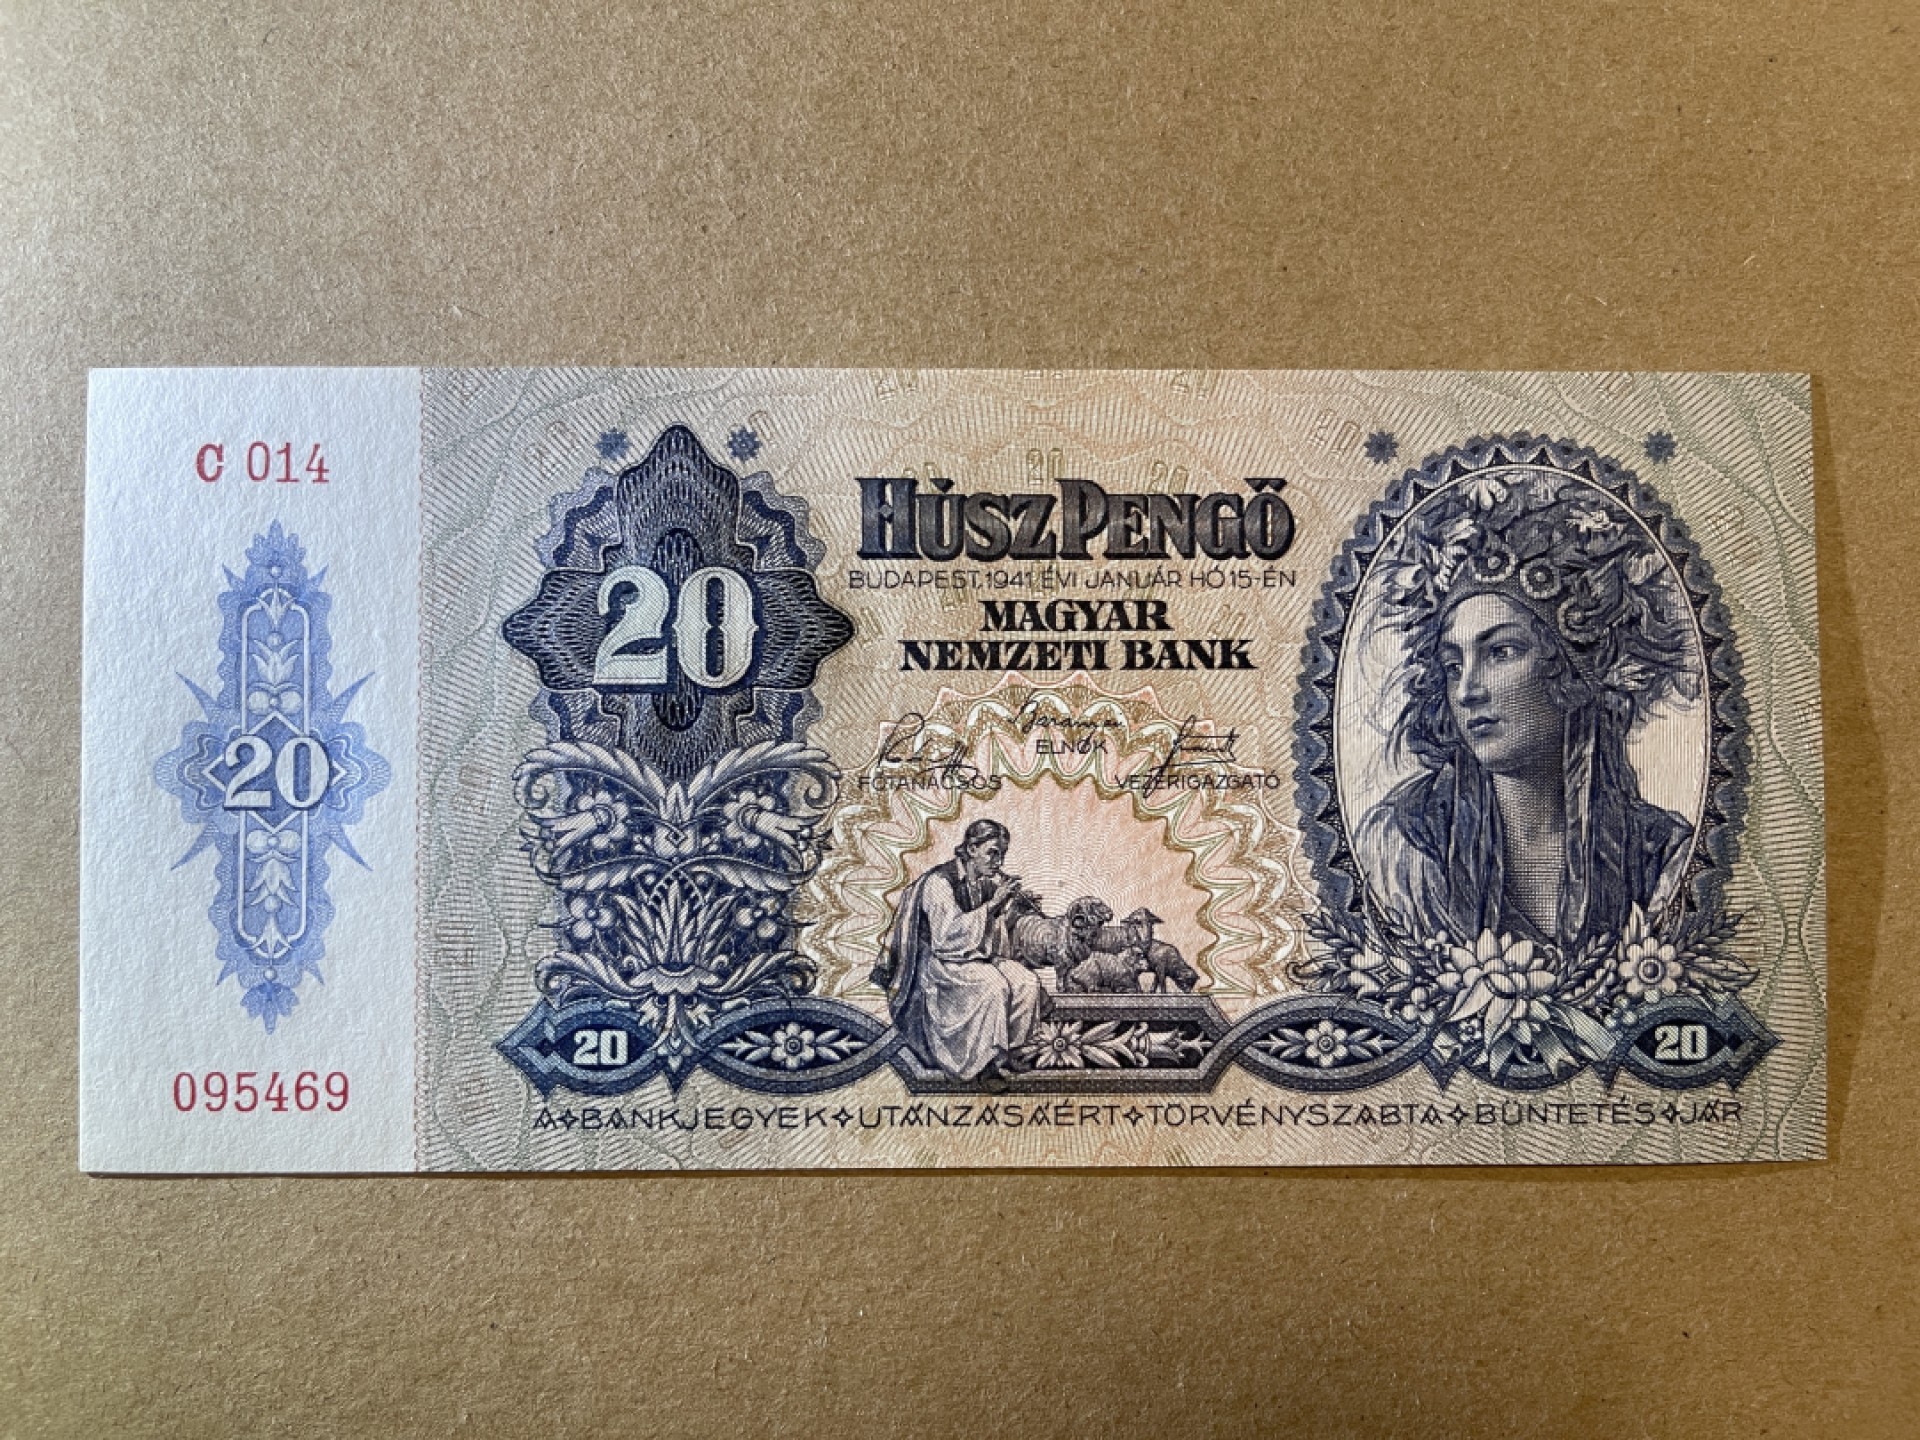 C 014
20
095469
20
HÚSZ PENGŐ
BUDAPEST, 1941 ÉVI JANUÁR HÓ 15-ÉN
MAGYAR
NEMZETI BANK
ELNÖK
FŐTANÁCSOS VEZÉRIGAZGATÓ
20 20
A BANKJEGYEK UTÁNZÁSÁÉRT TÖRVÉNYSZABTA BÜNTETÉS JÁR